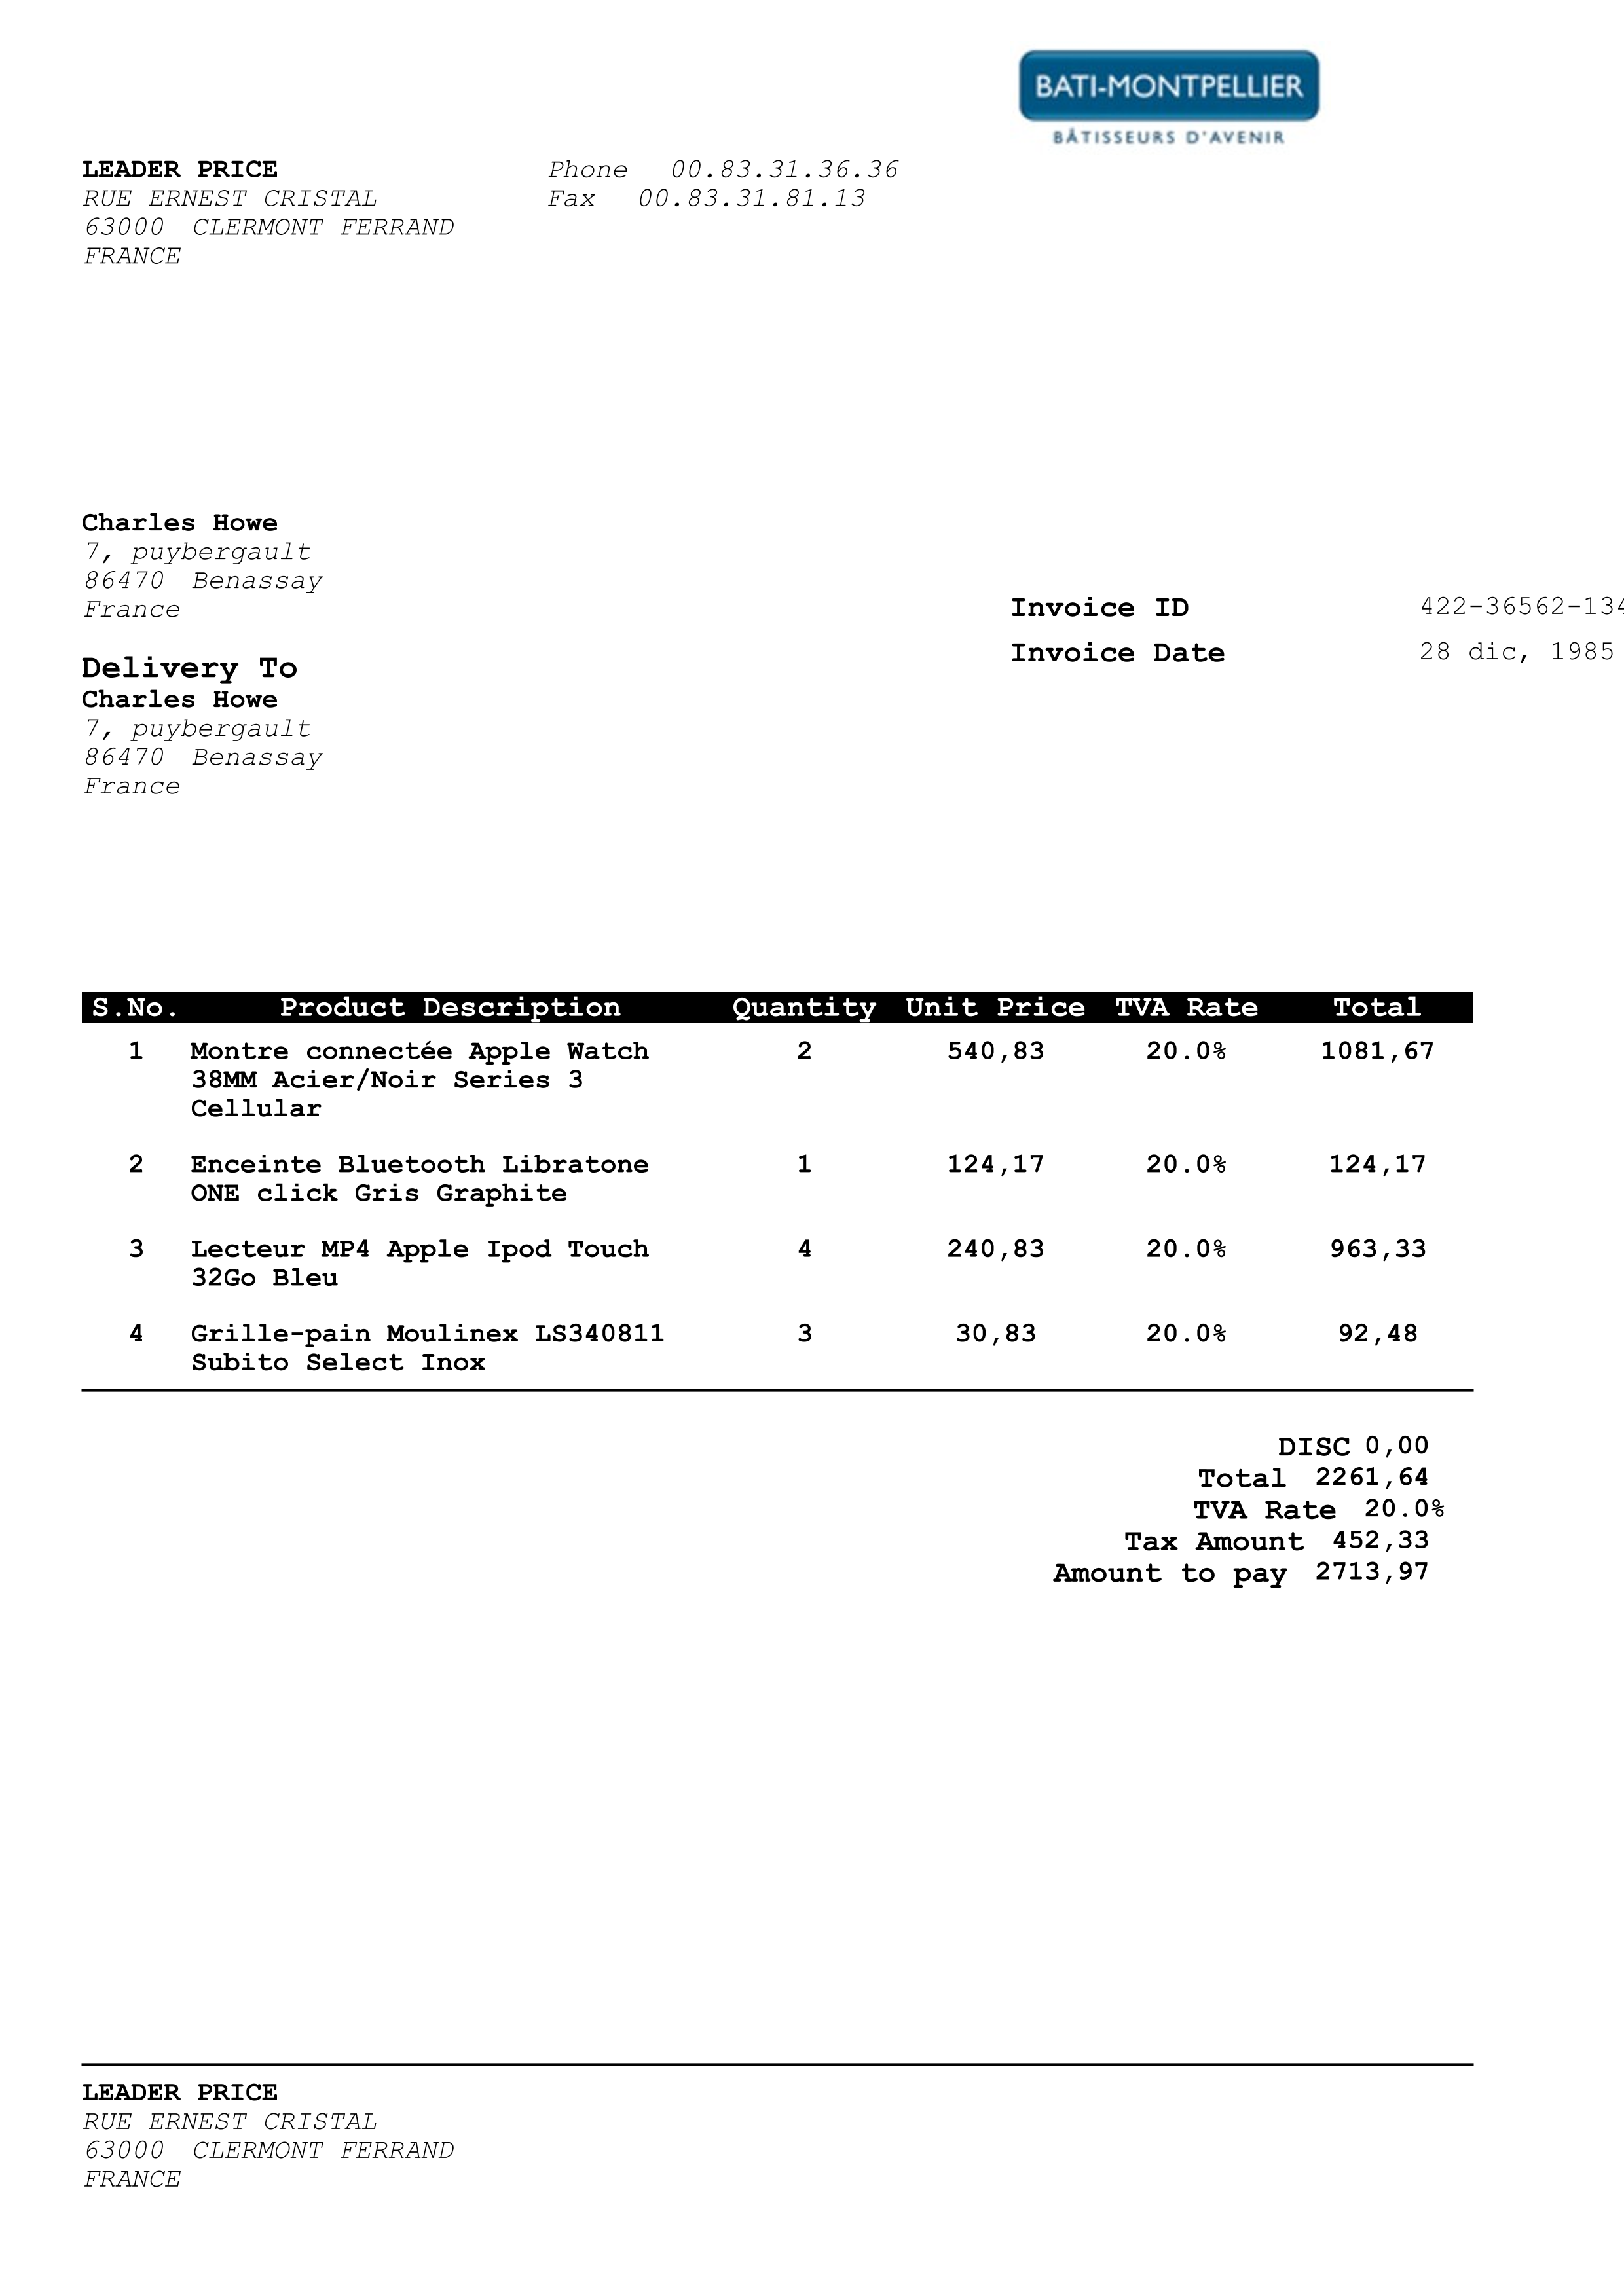 BATI-MONTPELLIER
BÂTISSEURS D'AVENIR
LEADER PRICE
RUE ERNEST CRISTAL
63000 CLERMONT FERRAND
FRANCE
Phone 00.83.31.36.36
Fax 00.83.31.81.13
Charles Howe
7, puybergault
86470 Benassay
France
Invoice ID 422-36562-134
Invoice Date 28 dic, 1985
Delivery To
Charles Howe
7, puybergault
86470 Benassay
France
S.No. Product Description Quantity Unit Price TVA Rate Total
1 Montre connectée Apple Watch 2 540,83 20.0% 1081,67
38MM Acier/Noir Series 3
Cellular
2 Enceinte Bluetooth Libratone 1 124,17 20.0% 124,17
ONE click Gris Graphite
3 Lecteur MP4 Apple Ipod Touch 4 240,83 20.0% 963,33
32Go Bleu
4 Grille-pain Moulinex LS340811 3 30,83 20.0% 92,48
Subito Select Inox
DISC 0,00
Total 2261,64
TVA Rate 20.0%
Tax Amount 452,33
Amount to pay 2713,97
LEADER PRICE
RUE ERNEST CRISTAL
63000 CLERMONT FERRAND
FRANCE